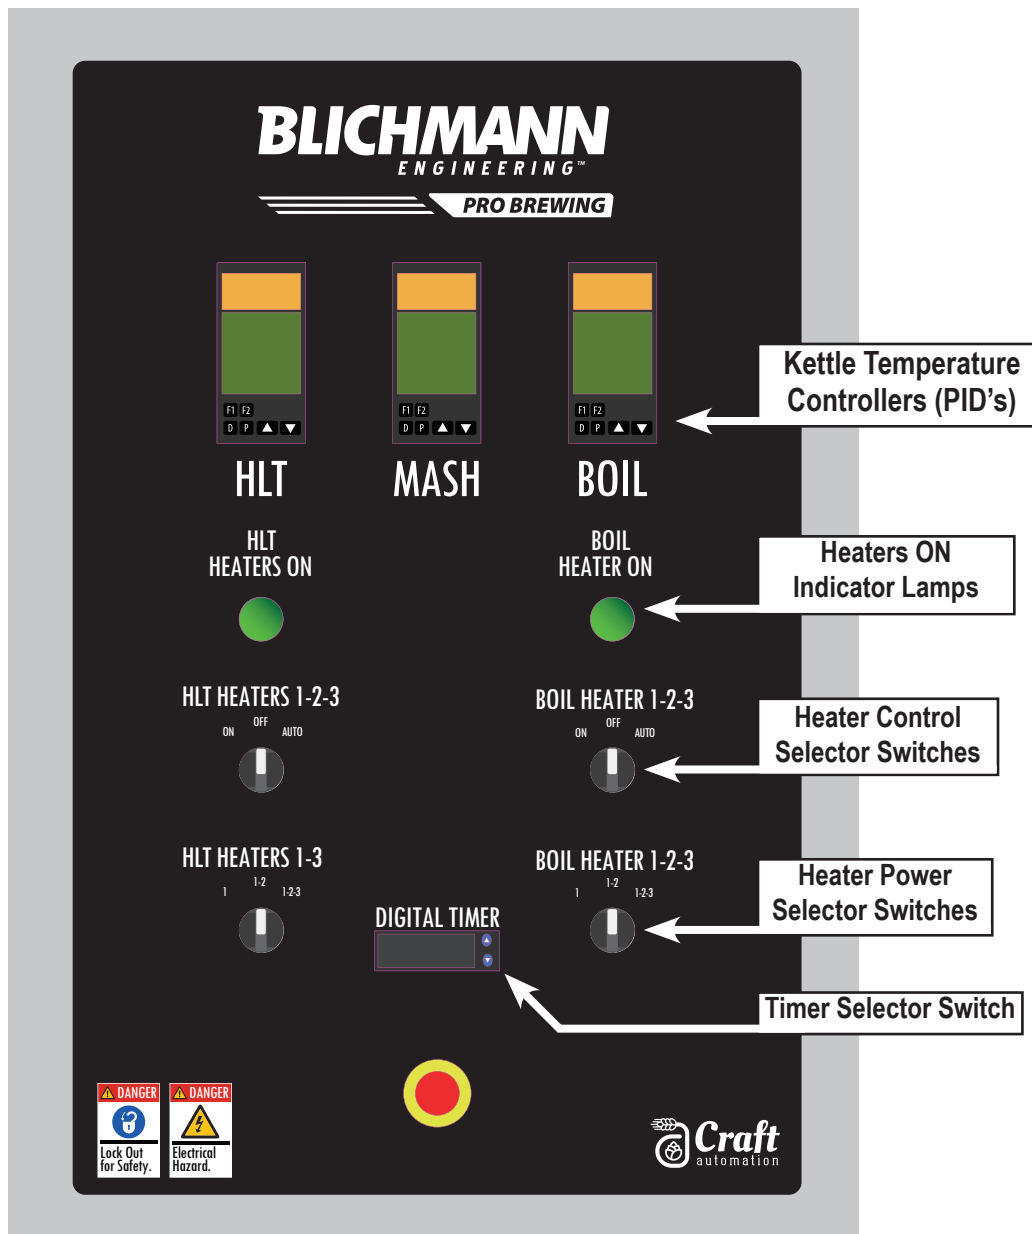 BLICHMANN
ENGINEERING™
PRO BREWING
F1 F2
D P
F1 F2
D P
F1 F2
D P
Kettle Temperature
Controllers (PID's)
HLT
MASH
BOIL
HLT
HEATERS ON
BOIL
HEATER ON
Heaters ON
Indicator Lamps
HLT HEATERS 1-2-3
ON OFF AUTO
BOIL HEATER 1-2-3
ON OFF AUTO
Heater Control
Selector Switches
HLT HEATERS 1-3
1 1-2 1-2-3
BOIL HEATER 1-2-3
1 1-2 1-2-3
Heater Power
Selector Switches
DIGITAL TIMER
Timer Selector Switch
DANGER
Lock Out
for Safety.
DANGER
Electrical
Hazard.
Craft
automation